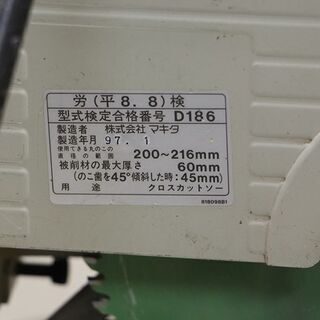 労(平8.8)検
型式検定合格番号 D186
製造者 株式会社 マキタ
製造年月 97.1
使用できる丸のこの
直径の範囲 200~216mm
被削材の最大厚さ 60mm
(のこ歯を45°傾斜した時:45mm)
用途 クロスカットソー
818098B1